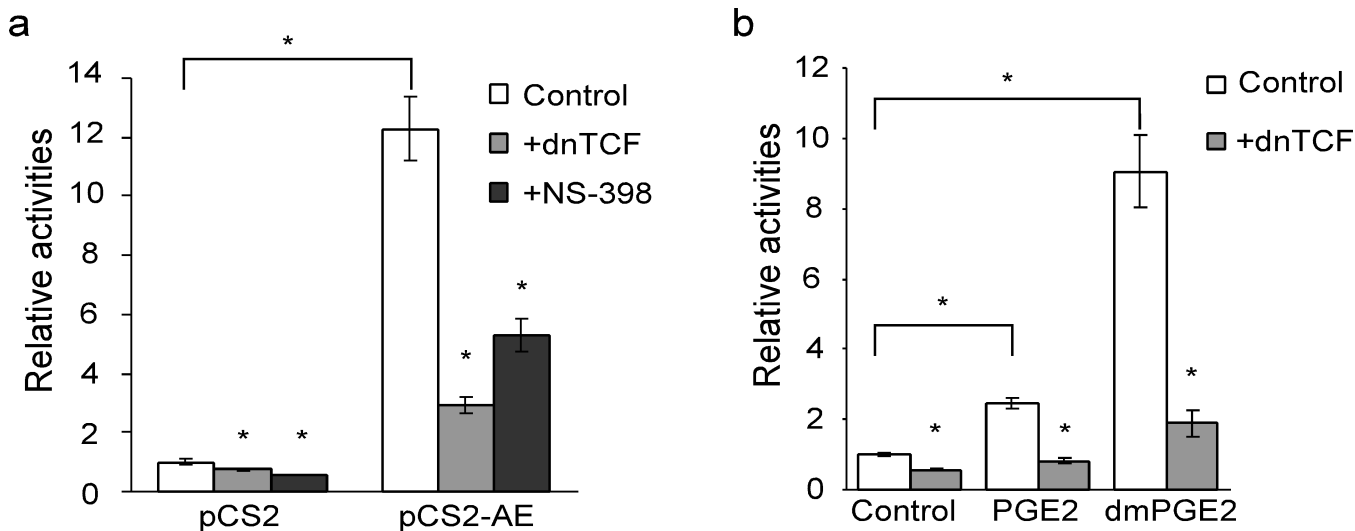 a
*
14
12
10
8
6
4
2
0
Relative activities
Control
+dnTCF
+NS-398
* *
* *
pCS2 pCS2-AE
b
12
10
8
6
4
2
0
Relative activities
Control
+dnTCF
*
*
* * *
Control PGE2 dmPGE2